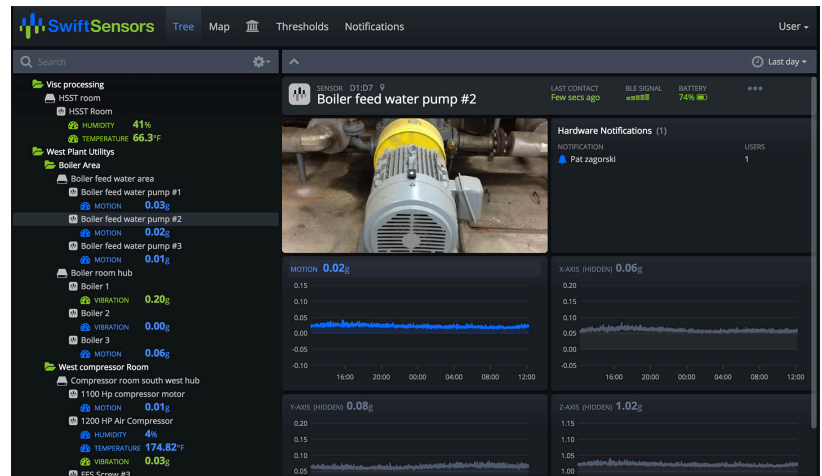 SwiftSensors Tree Map Thresholds Notifications User
Search
Last day
Visc processing
HSST room
HSST Room
HUMIDITY 41%
TEMPERATURE 66.3°F
West Plant Utilitys
Boiler Area
Boiler feed water area
Boiler feed water pump #1
MOTION 0.03g
Boiler feed water pump #2
MOTION 0.02g
Boiler feed water pump #3
MOTION 0.01g
Boiler room hub
Boiler 1
VIBRATION 0.20g
Boiler 2
VIBRATION 0.00g
Boiler 3
MOTION 0.06g
West compressor Room
Compressor room south west hub
1100 Hp compressor motor
MOTION 0.01g
1200 HP Air Compressor
HUMIDITY 4%
TEMPERATURE 174.82°F
VIBRATION 0.03g
FFS Screw #3
SENSOR D1:D7
Boiler feed water pump #2
LAST CONTACT BLE SIGNAL BATTERY
Few secs ago 74%
Hardware Notifications (1)
NOTIFICATION USERS
Pat zagorski 1
MOTION 0.02g
0.15
0.10
0.05
0.00
-0.05
-0.10
16:00 20:00 00:00 04:00 08:00 12:00
X-AXIS (HIDDEN) 0.06g
0.20
0.15
0.10
0.05
0.00
-0.05
16:00 20:00 00:00 04:00 08:00 12:00
Y-AXIS (HIDDEN) 0.08g
0.20
0.15
0.10
0.05
Z-AXIS (HIDDEN) 1.02g
1.15
1.10
1.05
1.00